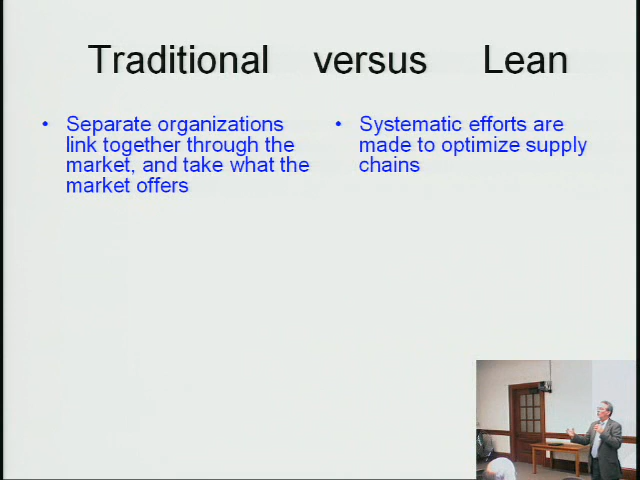 Traditional versus Lean
• Separate organizations
link together through the
market, and take what the
market offers
• Systematic efforts are
made to optimize supply
chains